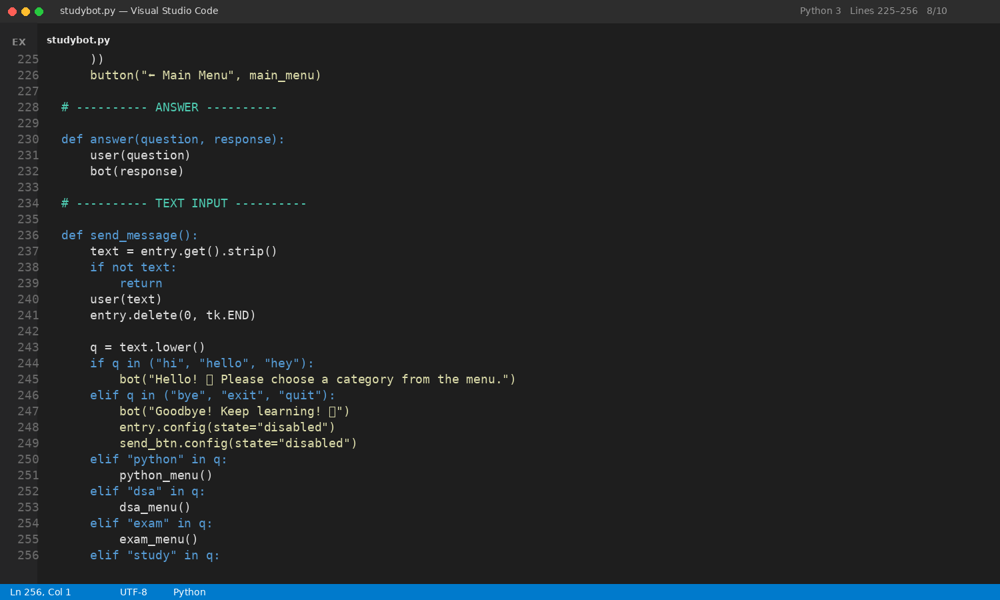 studybot.py — Visual Studio Code
Python 3   Lines 225–256   8/10
EX
studybot.py
225         ))
226         button("⬅ Main Menu", main_menu)
227
228     # ---------- ANSWER ----------
229
230     def answer(question, response):
231         user(question)
232         bot(response)
233
234     # ---------- TEXT INPUT ----------
235
236     def send_message():
237         text = entry.get().strip()
238         if not text:
239             return
240         user(text)
241         entry.delete(0, tk.END)
242
243         q = text.lower()
244         if q in ("hi", "hello", "hey"):
245             bot("Hello! ▯ Please choose a category from the menu.")
246         elif q in ("bye", "exit", "quit"):
247             bot("Goodbye! Keep learning! ▯")
248             entry.config(state="disabled")
249             send_btn.config(state="disabled")
250         elif "python" in q:
251             python_menu()
252         elif "dsa" in q:
253             dsa_menu()
254         elif "exam" in q:
255             exam_menu()
256         elif "study" in q:
Ln 256, Col 1   UTF-8   Python